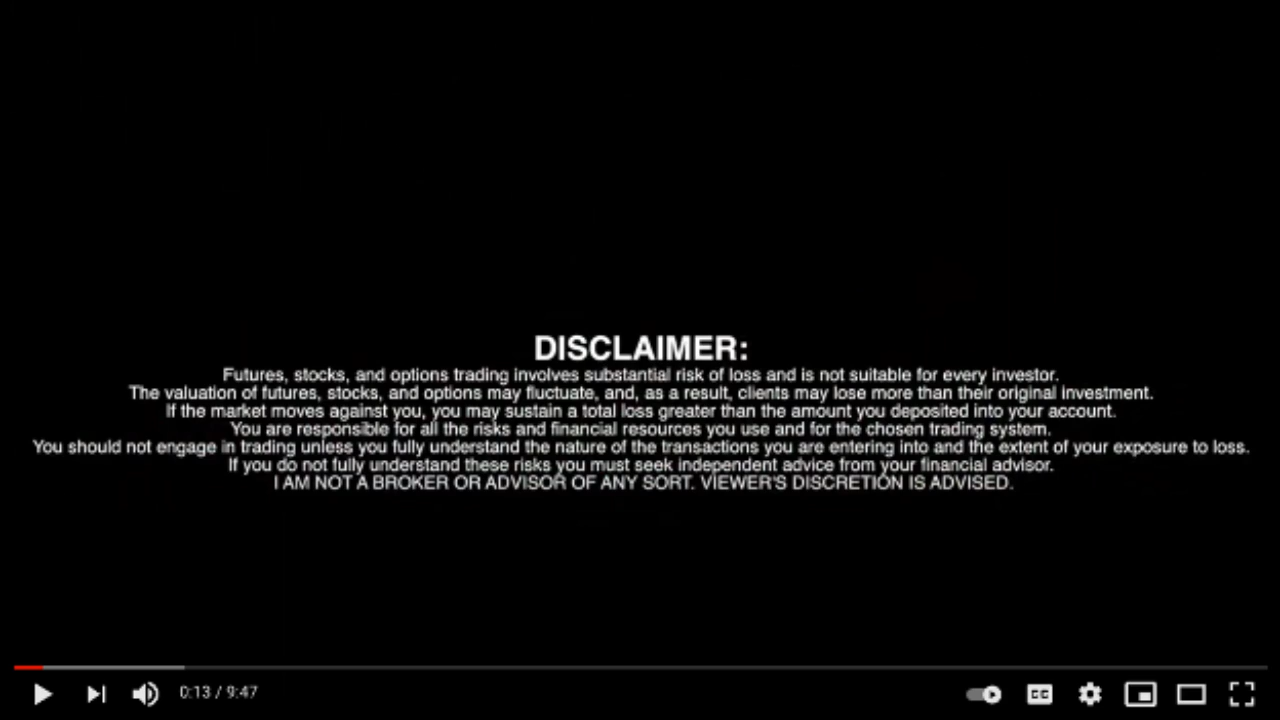 DISCLAIMER:
Futures, stocks, and options trading involves substantial risk of loss and is not suitable for every investor.
The valuation of futures, stocks, and options may fluctuate, and, as a result, clients may lose more than their original investment.
If the market moves against you, you may sustain a total loss greater than the amount you deposited into your account.
You are responsible for all the risks and financial resources you use and for the chosen trading system.
You should not engage in trading unless you fully understand the nature of the transactions you are entering into and the extent of your exposure to loss.
If you do not fully understand these risks you must seek independent advice from your financial advisor.
I AM NOT A BROKER OR ADVISOR OF ANY SORT. VIEWER'S DISCRETION IS ADVISED.
0:13 / 9:47 CC